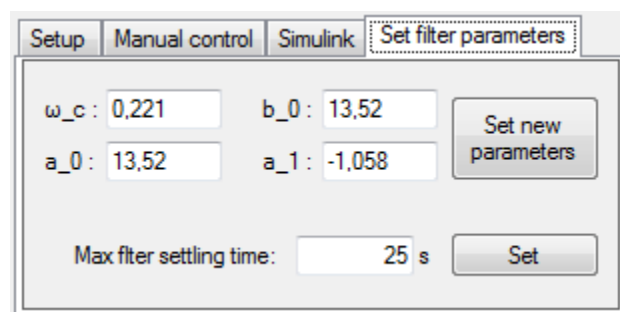 Setup Manual control Simulink Set filter parameters
ω_c : 0,221 b_0 : 13,52 Set new
a_0 : 13,52 a_1 : -1,058 parameters
Max flter settling time: 25 s Set